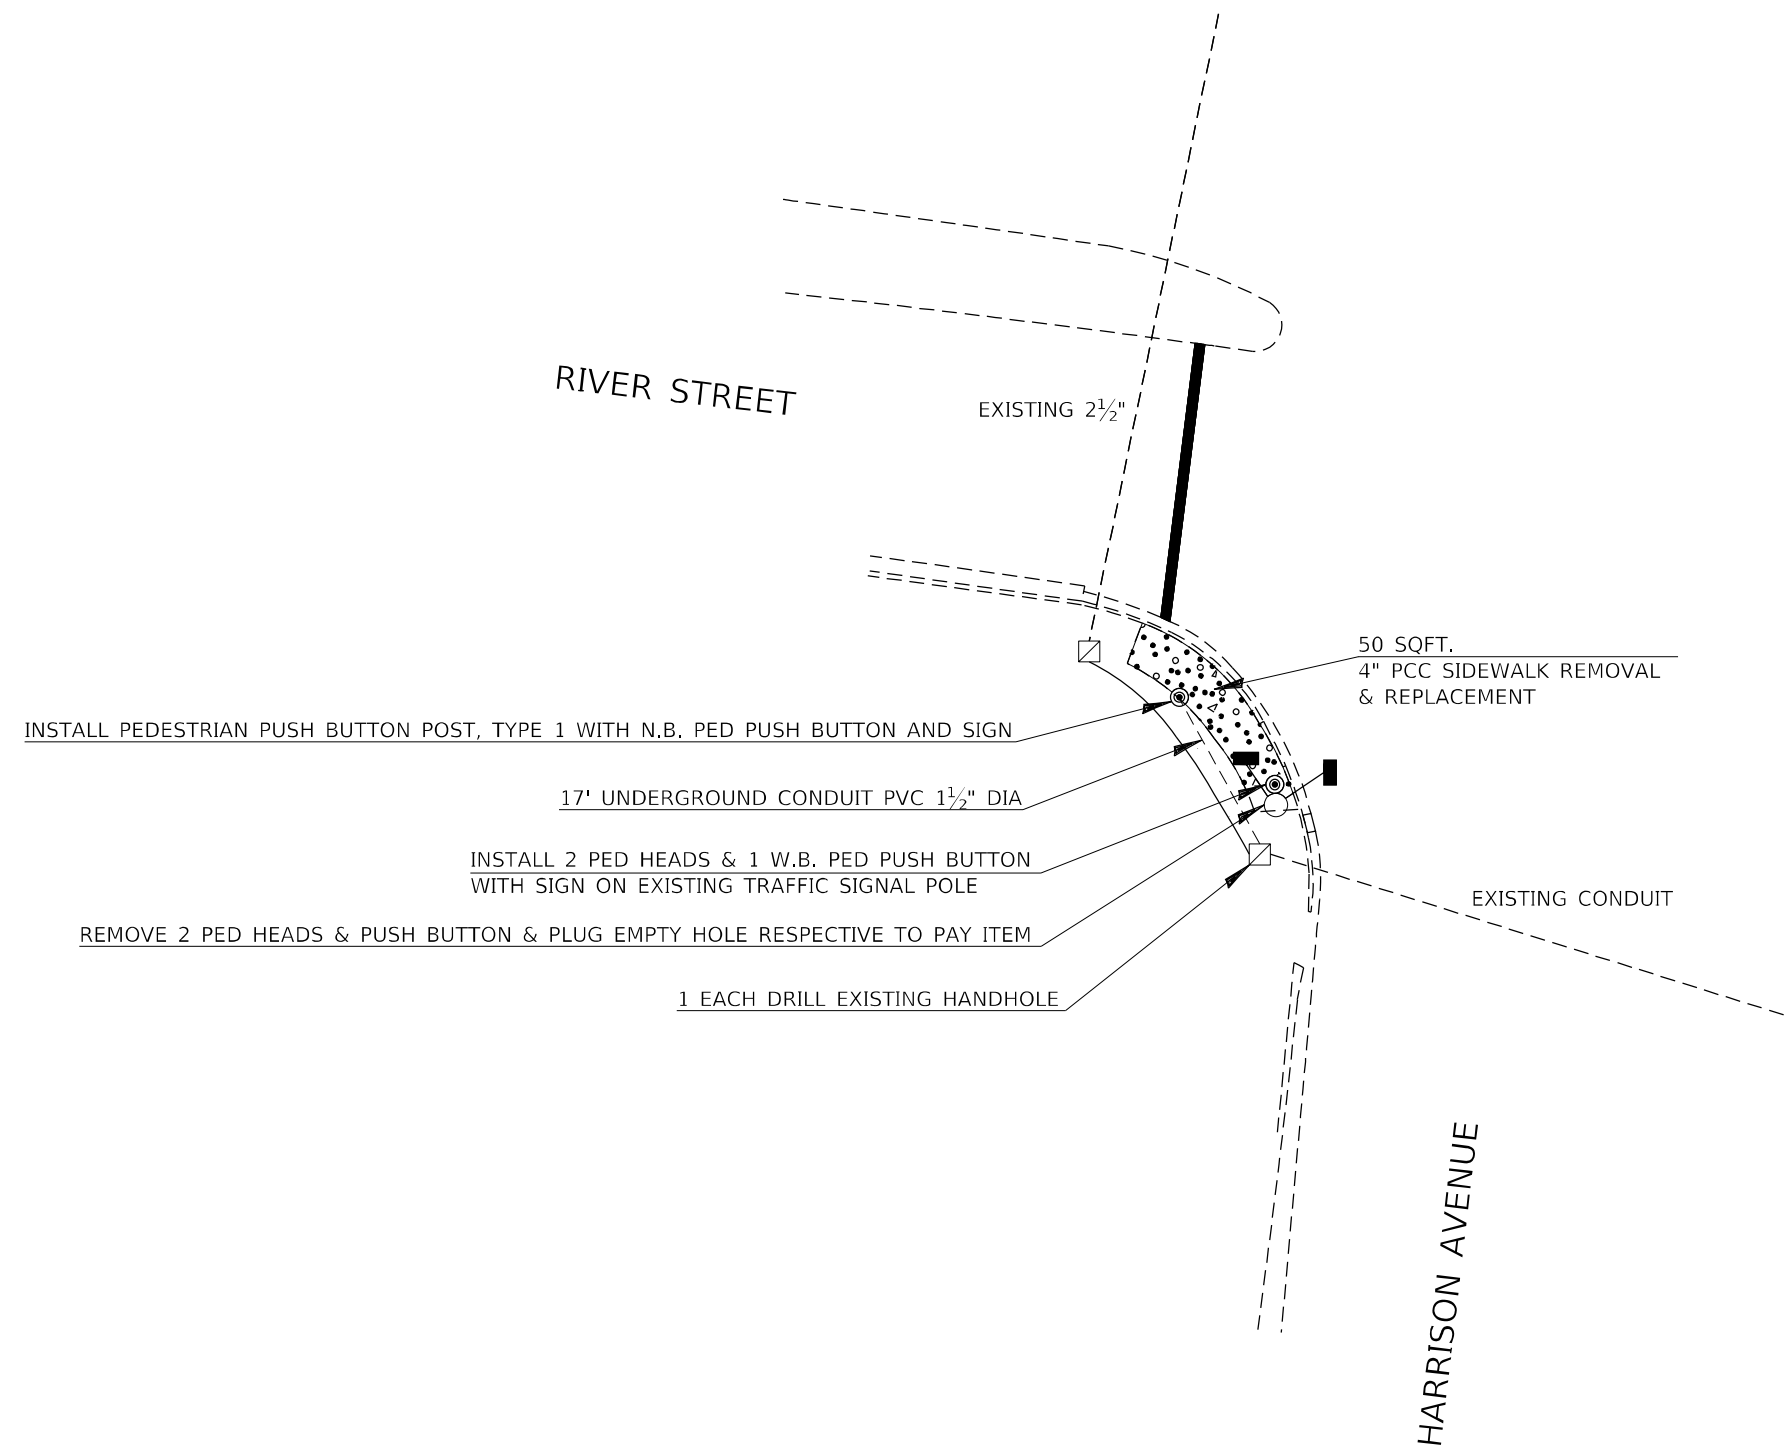 RIVER STREET
EXISTING 2½"
50 SQFT.
4" PCC SIDEWALK REMOVAL
& REPLACEMENT
INSTALL PEDESTRIAN PUSH BUTTON POST, TYPE 1 WITH N.B. PED PUSH BUTTON AND SIGN
17' UNDERGROUND CONDUIT PVC 1½" DIA
INSTALL 2 PED HEADS & 1 W.B. PED PUSH BUTTON
WITH SIGN ON EXISTING TRAFFIC SIGNAL POLE
EXISTING CONDUIT
REMOVE 2 PED HEADS & PUSH BUTTON & PLUG EMPTY HOLE RESPECTIVE TO PAY ITEM
1 EACH DRILL EXISTING HANDHOLE
HARRISON AVENUE